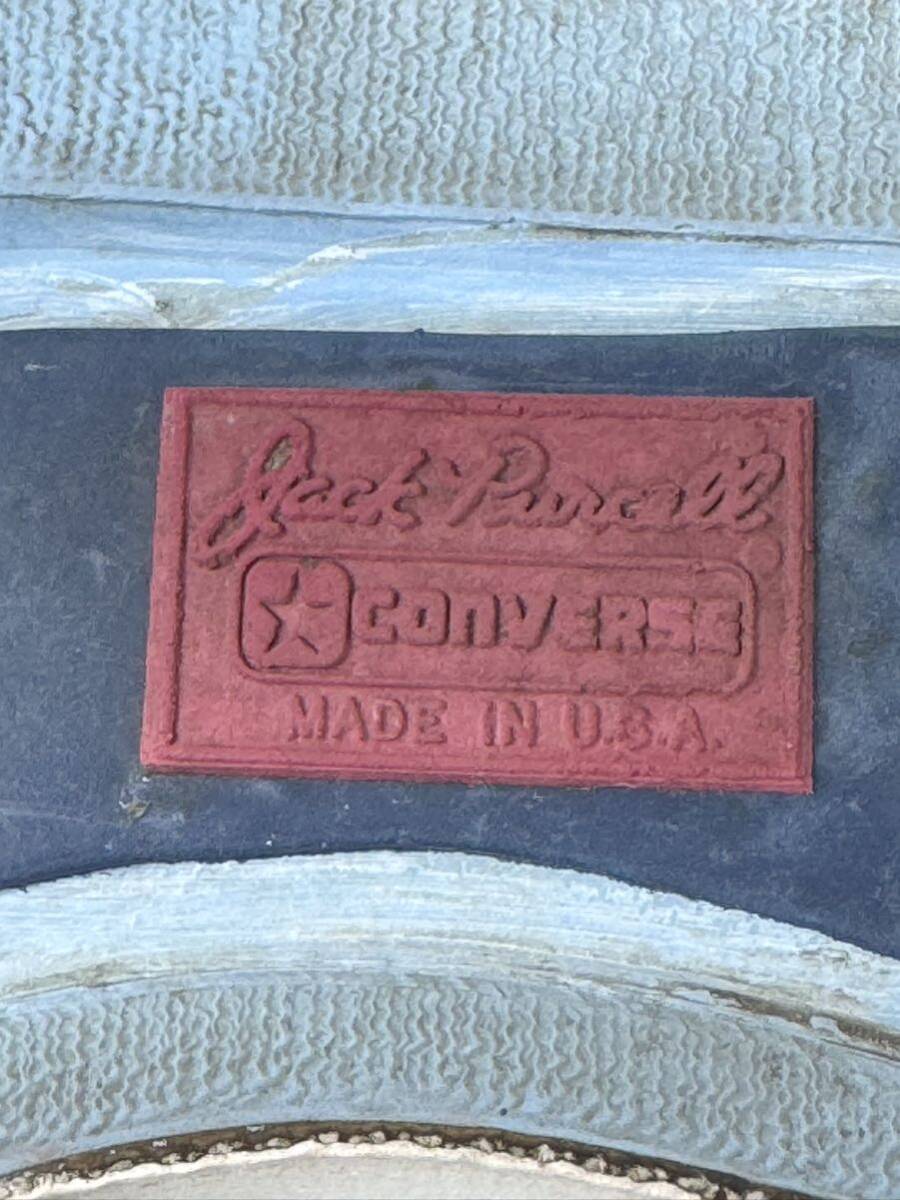 Jack Purcell
CONVERSE
MADE IN U.S.A.